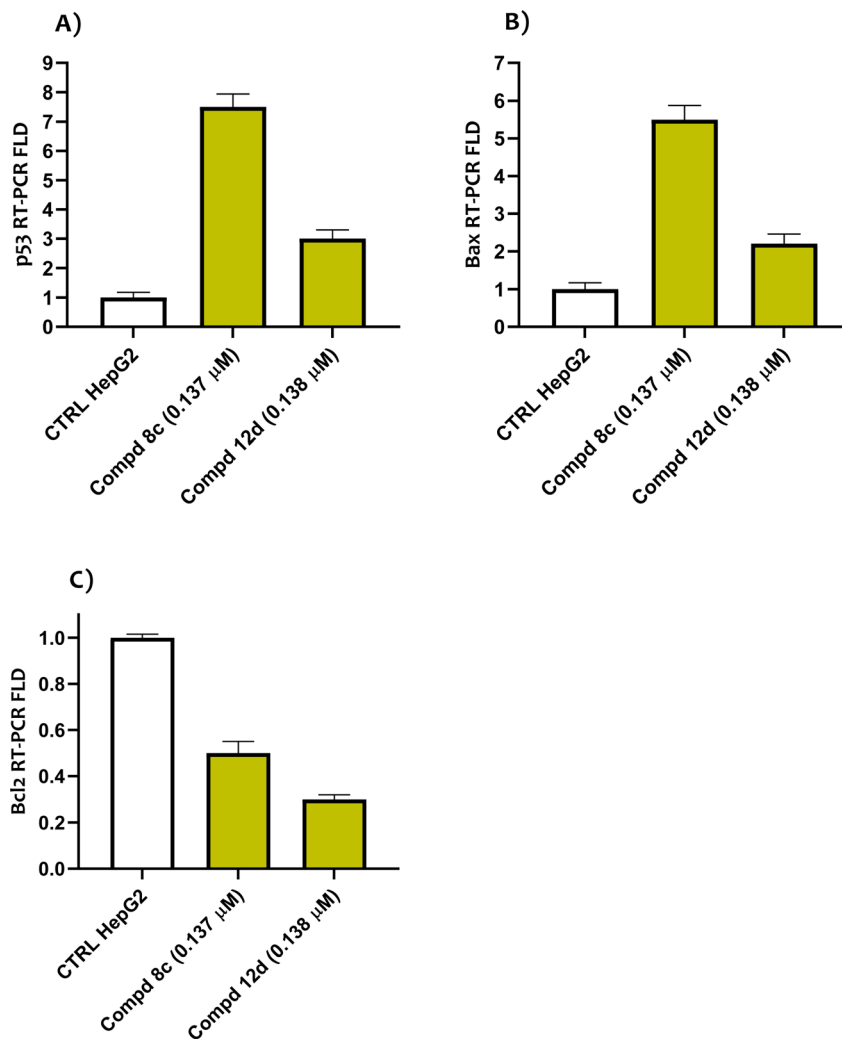 A)
p53 RT-PCR FLD
9
8
7
6
5
4
3
2
1
0
CTRL HepG2
Compd 8c (0.137 µM)
Compd 12d (0.138 µM)
B)
Bax RT-PCR FLD
7
6
5
4
3
2
1
0
CTRL HepG2
Compd 8c (0.137 µM)
Compd 12d (0.138 µM)
C)
Bcl2 RT-PCR FLD
1.0
0.8
0.6
0.4
0.2
0.0
CTRL HepG2
Compd 8c (0.137 µM)
Compd 12d (0.138 µM)